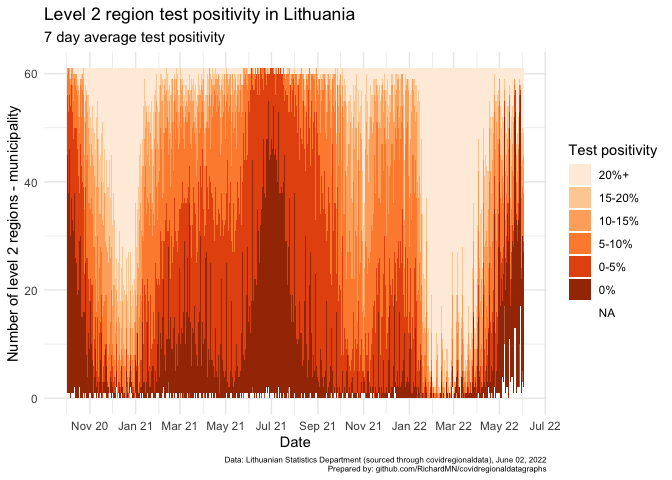 Level 2 region test positivity in Lithuania
7 day average test positivity
Number of level 2 regions - municipality
60
40
20
0
Nov 20 Jan 21 Mar 21 May 21 Jul 21 Sep 21 Nov 21 Jan 22 Mar 22 May 22 Jul 22
Date
Test positivity
20%+
15-20%
10-15%
5-10%
0-5%
0%
NA
Data: Lithuanian Statistics Department (sourced through covidregionaldata), June 02, 2022
Prepared by: github.com/RichardMN/covidregionaldatagraphs